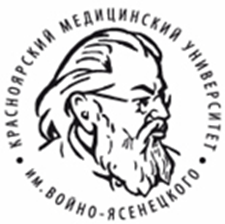 • КРАСНОЯРСКИЙ МЕДИЦИНСКИЙ УНИВЕРСИТЕТ •
ИМ. ВОЙНО-ЯСЕНЕЦКОГО